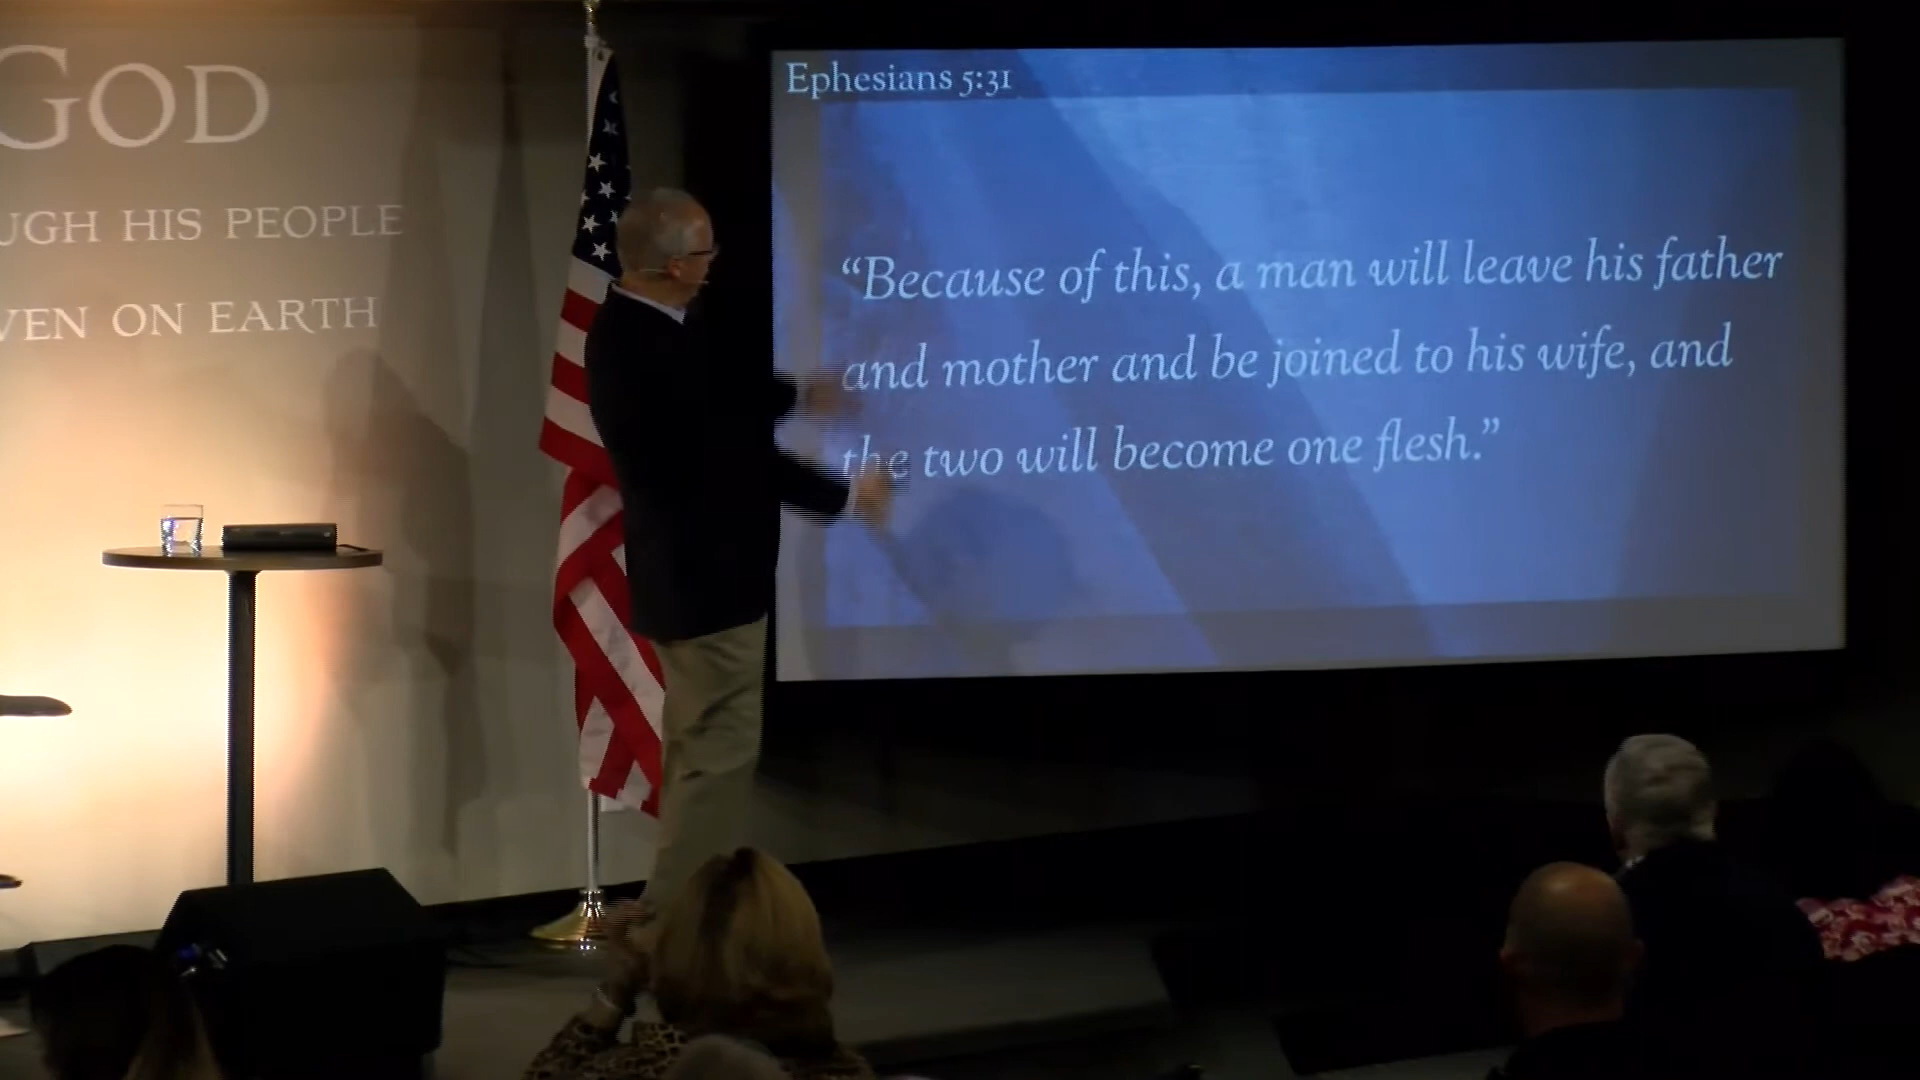 GOD
UGH HIS PEOPLE
VEN ON EARTH
Ephesians 5:31
“Because of this, a man will leave his father
and mother and be joined to his wife, and
the two will become one flesh.”